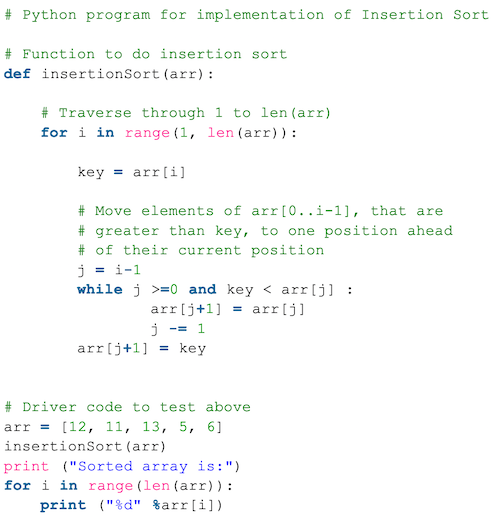 # Python program for implementation of Insertion Sort
# Function to do insertion sort
def insertionSort(arr):
# Traverse through 1 to len(arr)
for i in range(1, len(arr)):
key = arr[i]
# Move elements of arr[0..i-1], that are
# greater than key, to one position ahead
# of their current position
j = i-1
while j >=0 and key < arr[j] :
arr[j+1] = arr[j]
j -= 1
arr[j+1] = key
# Driver code to test above
arr = [12, 11, 13, 5, 6]
insertionSort(arr)
print ("Sorted array is:")
for i in range(len(arr)):
print ("%d" %arr[i])